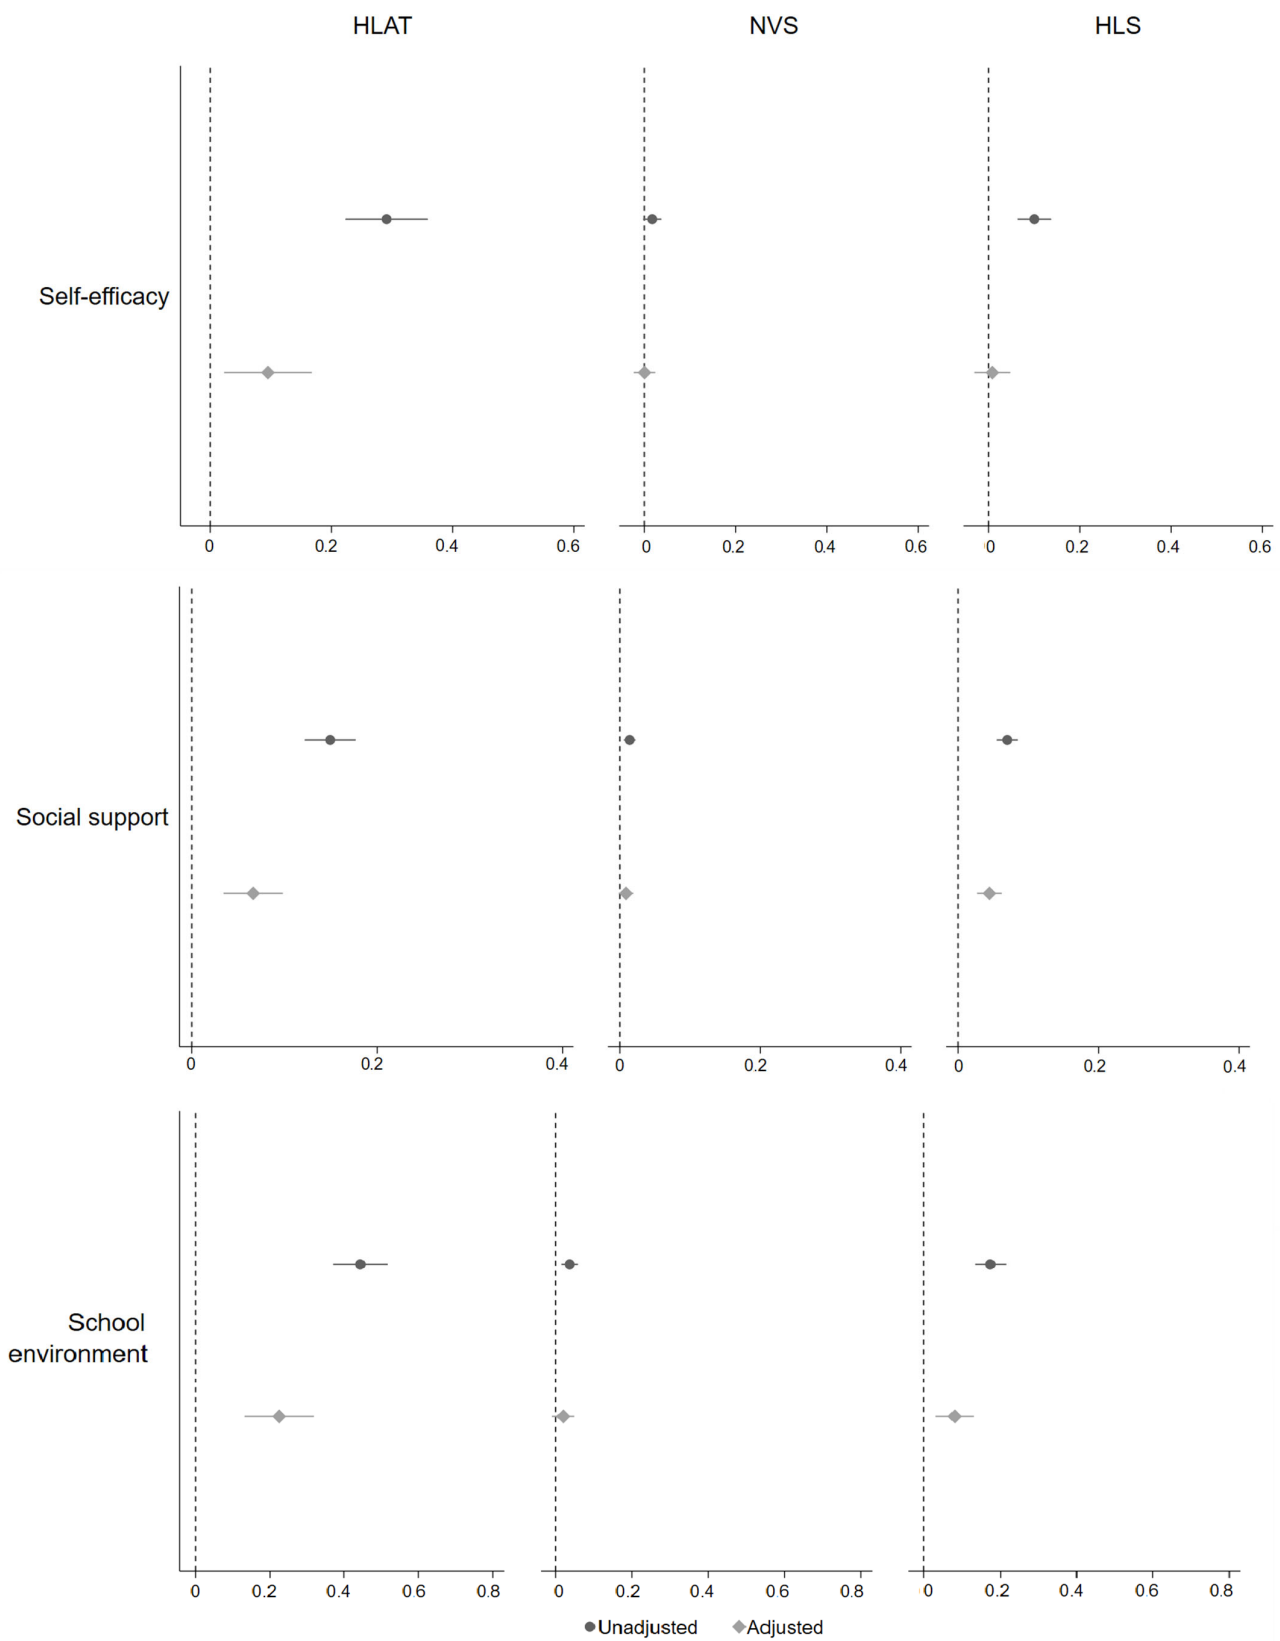 HLAT NVS HLS
Self-efficacy
0 0.2 0.4 0.6 0 0.2 0.4 0.6 0 0.2 0.4 0.6
Social support
0 0.2 0.4 0 0.2 0.4 0 0.2 0.4
School
environment
0 0.2 0.4 0.6 0.8 0 0.2 0.4 0.6 0.8 0 0.2 0.4 0.6 0.8
Unadjusted Adjusted